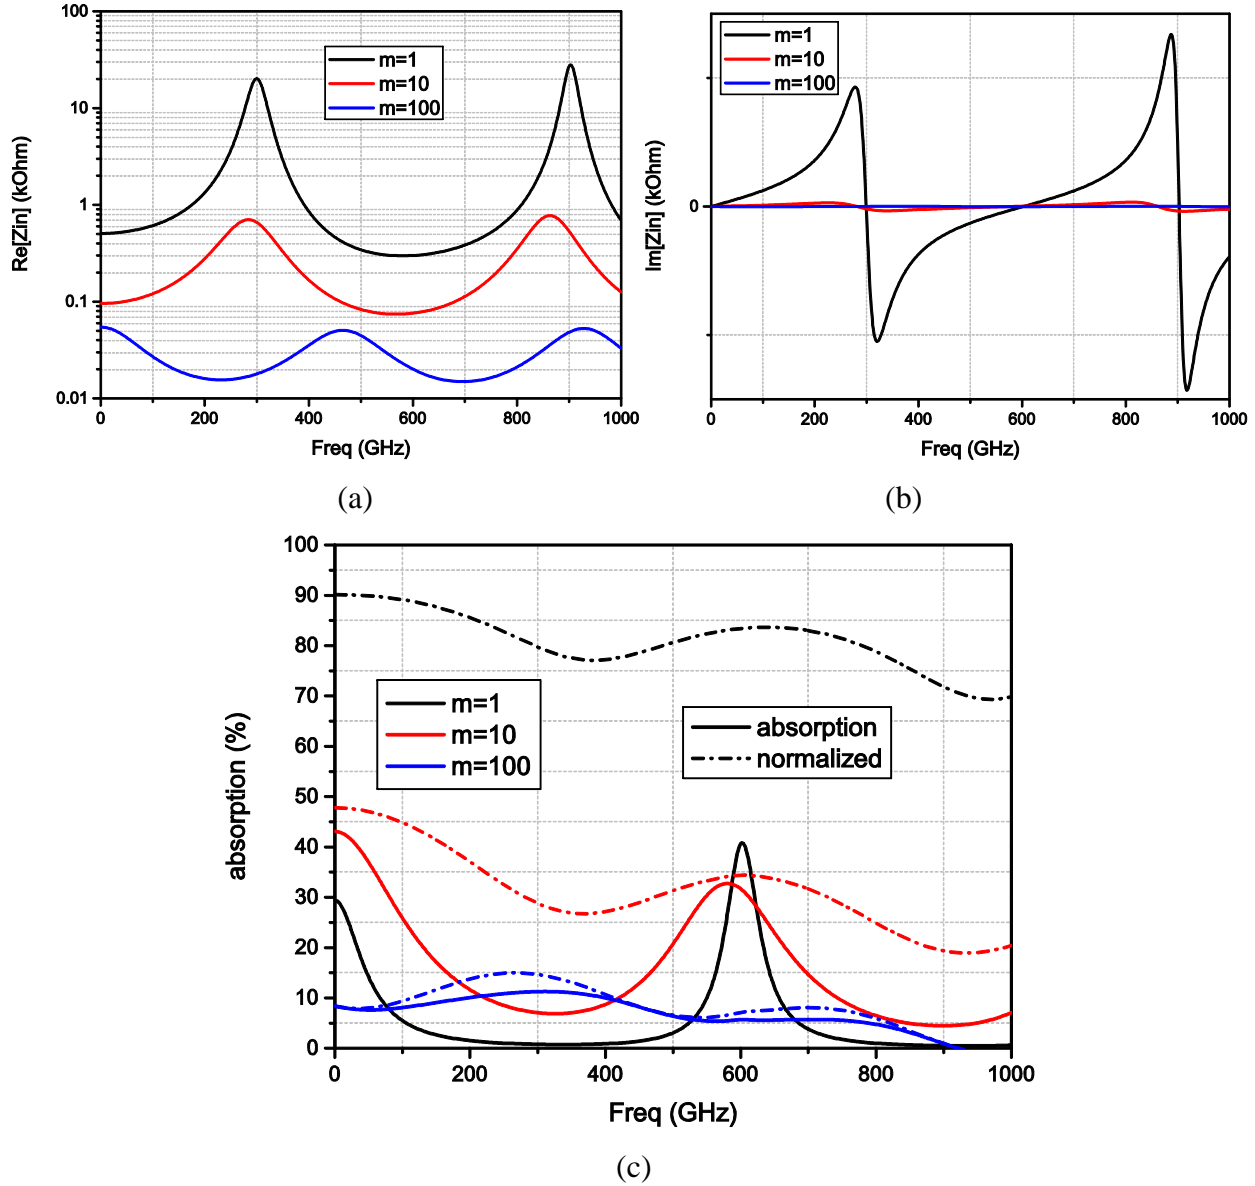 100
10
1
0.1
0.01
Re[Zin] (kOhm)
m=1
m=10
m=100
0 200 400 600 800 1000
Freq (GHz)
(a)
0
Im[Zin] (kOhm)
m=1
m=10
m=100
0 200 400 600 800 1000
Freq (GHz)
(b)
100
90
80
70
60
50
40
30
20
10
0
absorption (%)
m=1
m=10
m=100
absorption
normalized
0 200 400 600 800 1000
Freq (GHz)
(c)